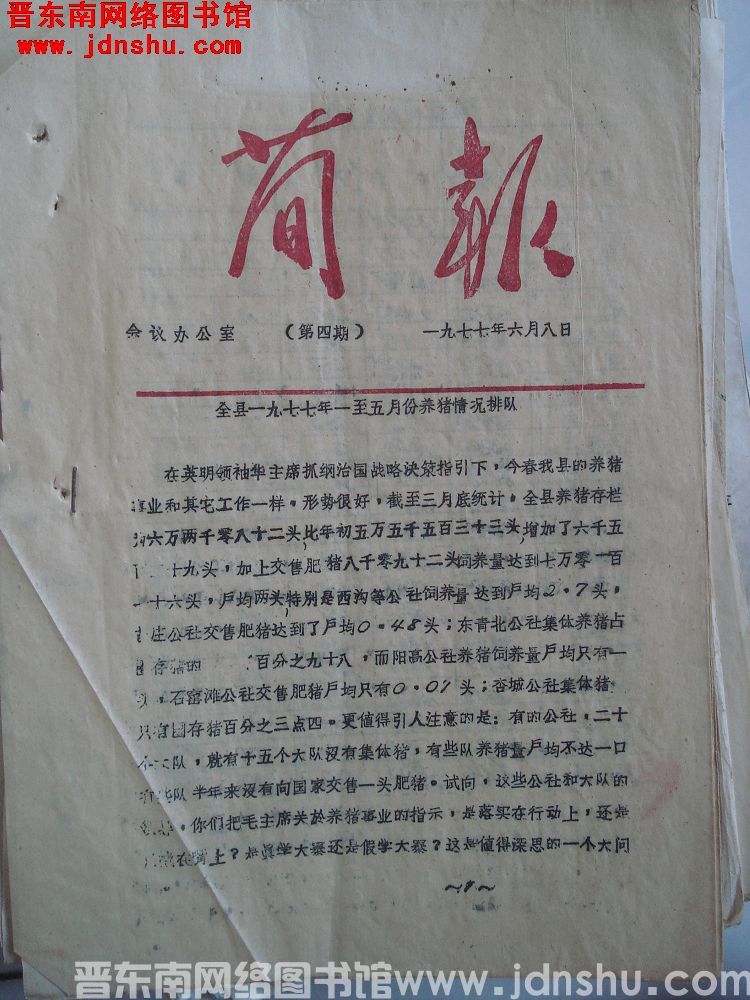 晋东南网络图书馆
www.jdnshu.com
简報
会议办公室 （第四期） 一九七七年六月八日
全县一九七七年一至五月份养猪情况排队
在英明领袖华主席抓纲治国战略决策指引下，今春我县的养猪
事业和其它工作一样，形势很好，截至三月底统计，全县养猪存栏
六万两千零八十二头，比年初五万五千五百三十三头，增加了六千五
十九头，加上交售肥猪八千零九十二头饲养量达到七万零一百
一十六头，户均两头，特别是西沟等公社饲养量达到户均2.7头，
庄公社交售肥猪达到了户均0.48头；东青北公社集体养猪占
存猪的 百分之九十八，而阳高公社养猪饲养量户均只有一
头，石窑滩公社交售肥猪户均只有0.07头；杏城公社集体猪
只有国存猪百分之三点四。更值得引人注意的是：有的公社，二十
个大队，就有十五个大队没有集体猪，有些队养猪量户均不达一口
有些队半年来没有向国家交售一头肥猪。试向，这些公社和大队的
，你们把毛主席关於养猪事业的指示，是落实在行动上，还是
在嘴上？是真学大寨还是假学大寨？这是值得深思的一个大问
～1～
晋东南网络图书馆www.jdnshu.com